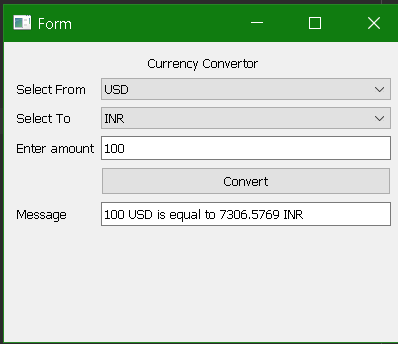 Form
Currency Convertor
Select From USD
Select To INR
Enter amount 100
Convert
Message 100 USD is equal to 7306.5769 INR